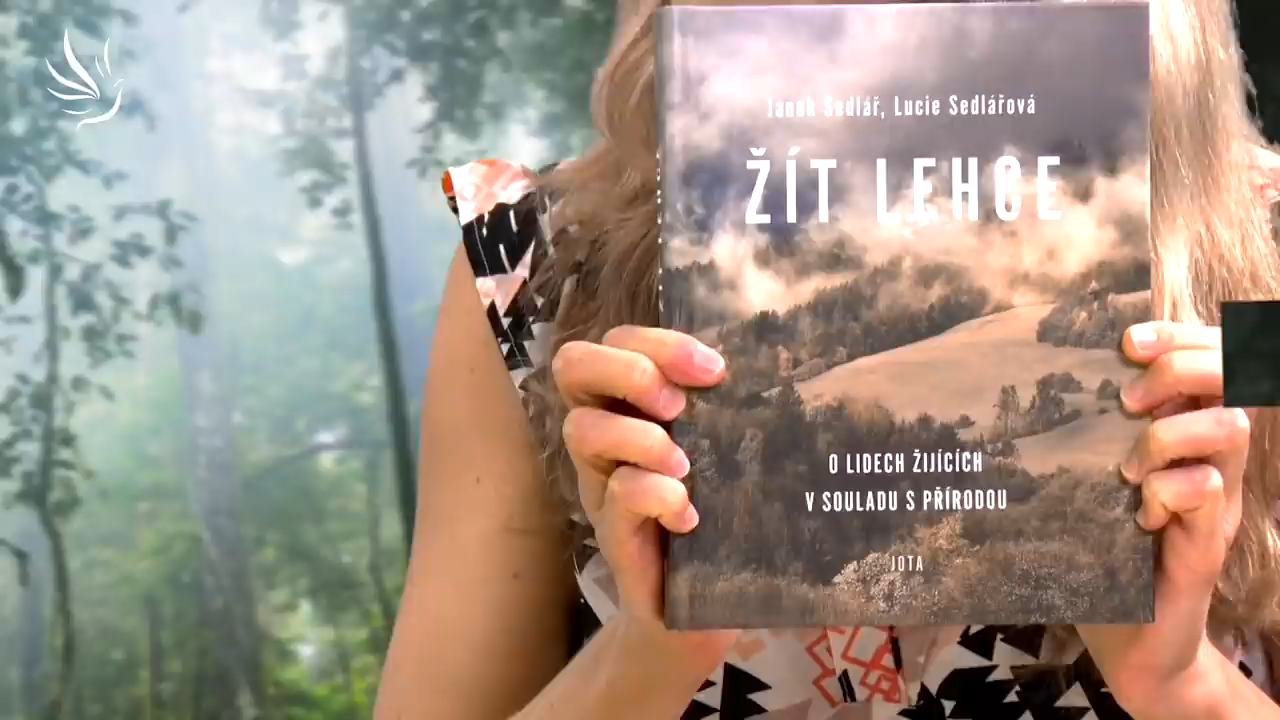 Janek Sedlář, Lucie Sedlářová
ŽÍT LEHCE
O LIDECH ŽIJÍCÍCH
V SOULADU S PŘÍRODOU
JOTA